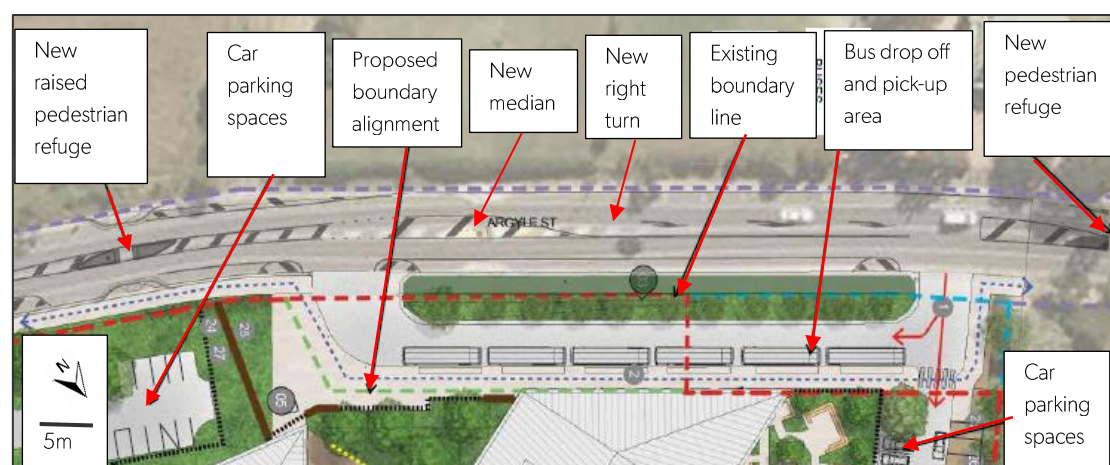 New
raised
pedestrian
refuge
Car
parking
spaces
Proposed
boundary
alignment
New
median
New
right
turn
Existing
boundary
line
Bus drop off
and pick-up
area
New
pedestrian
refuge
BUSES
ARGYLE ST
03
1
24
25
27
2
05
N
5m
Car
parking
spaces